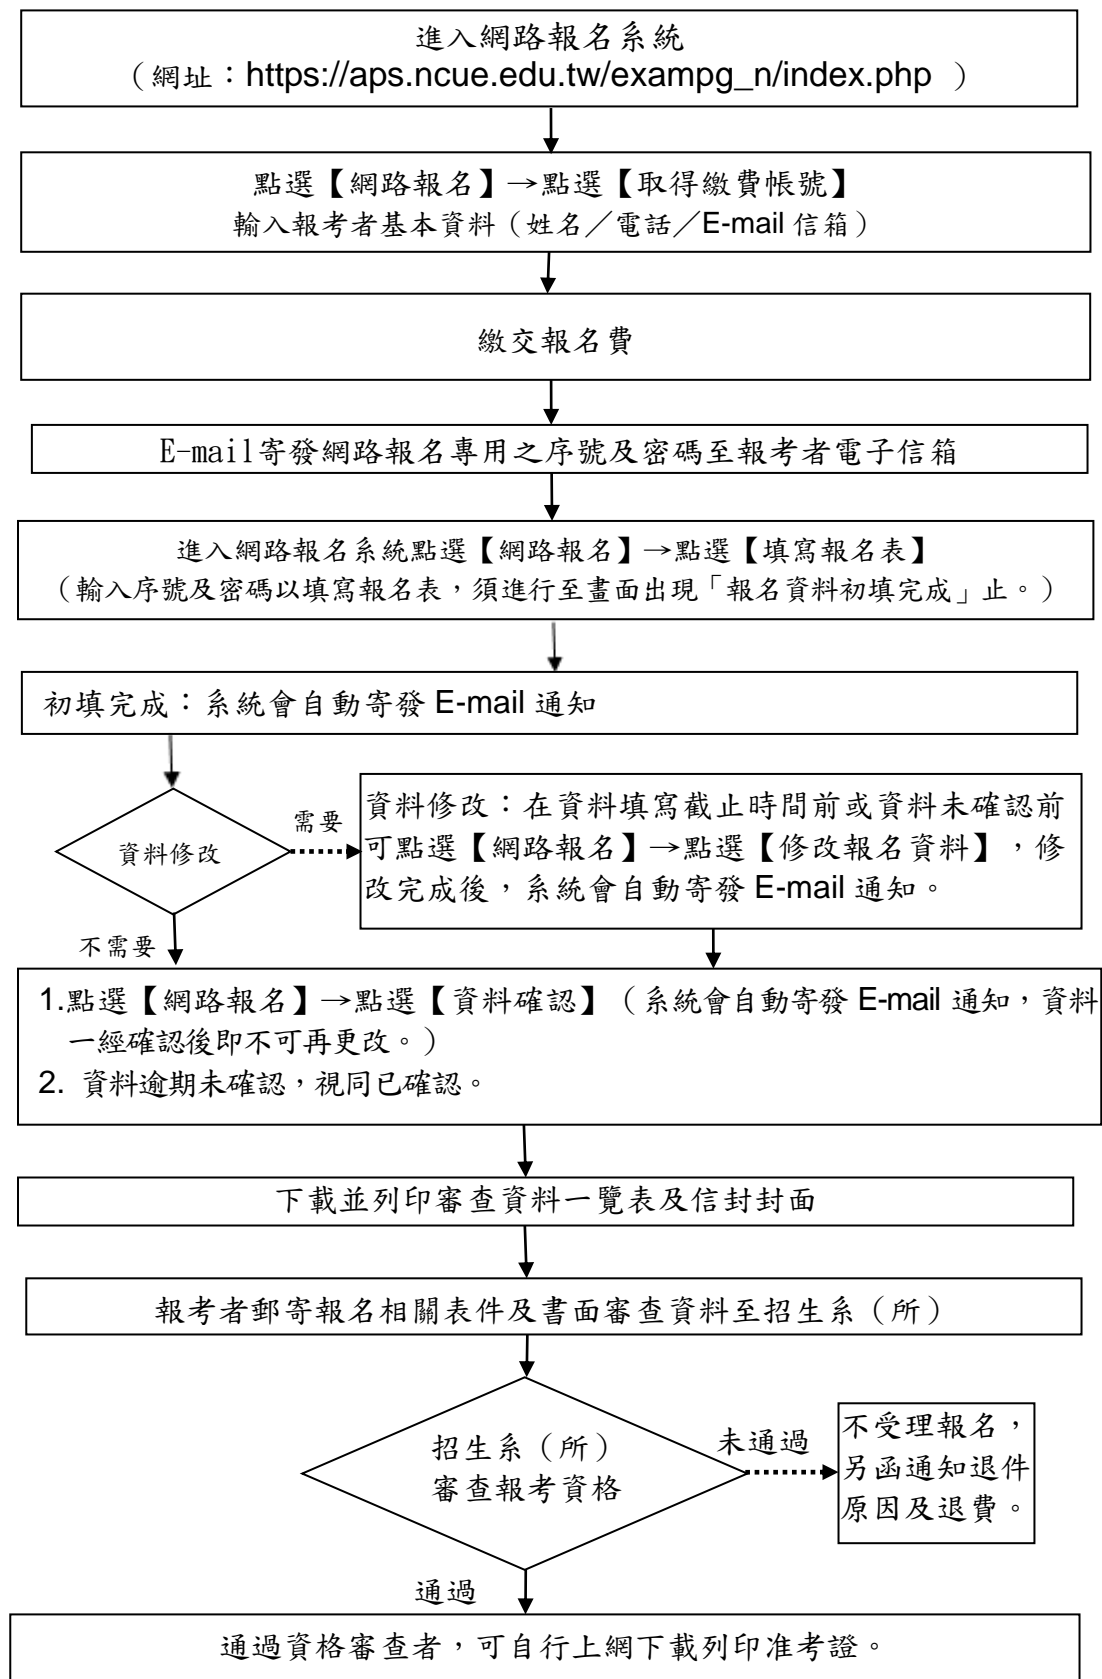 進入網路報名系統
（網址：https://aps.ncue.edu.tw/exampg_n/index.php ）
點選【網路報名】→點選【取得繳費帳號】
輸入報考者基本資料（姓名／電話／E-mail 信箱）
繳交報名費
E-mail寄發網路報名專用之序號及密碼至報考者電子信箱
進入網路報名系統點選【網路報名】→點選【填寫報名表】
（輸入序號及密碼以填寫報名表，須進行至畫面出現「報名資料初填完成」止。）
初填完成：系統會自動寄發 E-mail 通知
資料修改
需要
資料修改：在資料填寫截止時間前或資料未確認前
可點選【網路報名】→點選【修改報名資料】，修
改完成後，系統會自動寄發 E-mail 通知。
不需要
1.點選【網路報名】→點選【資料確認】（系統會自動寄發 E-mail 通知，資料
一經確認後即不可再更改。）
2. 資料逾期未確認，視同已確認。
下載並列印審查資料一覽表及信封封面
報考者郵寄報名相關表件及書面審查資料至招生系（所）
招生系（所）
審查報考資格
未通過
不受理報名，
另函通知退件
原因及退費。
通過
通過資格審查者，可自行上網下載列印准考證。